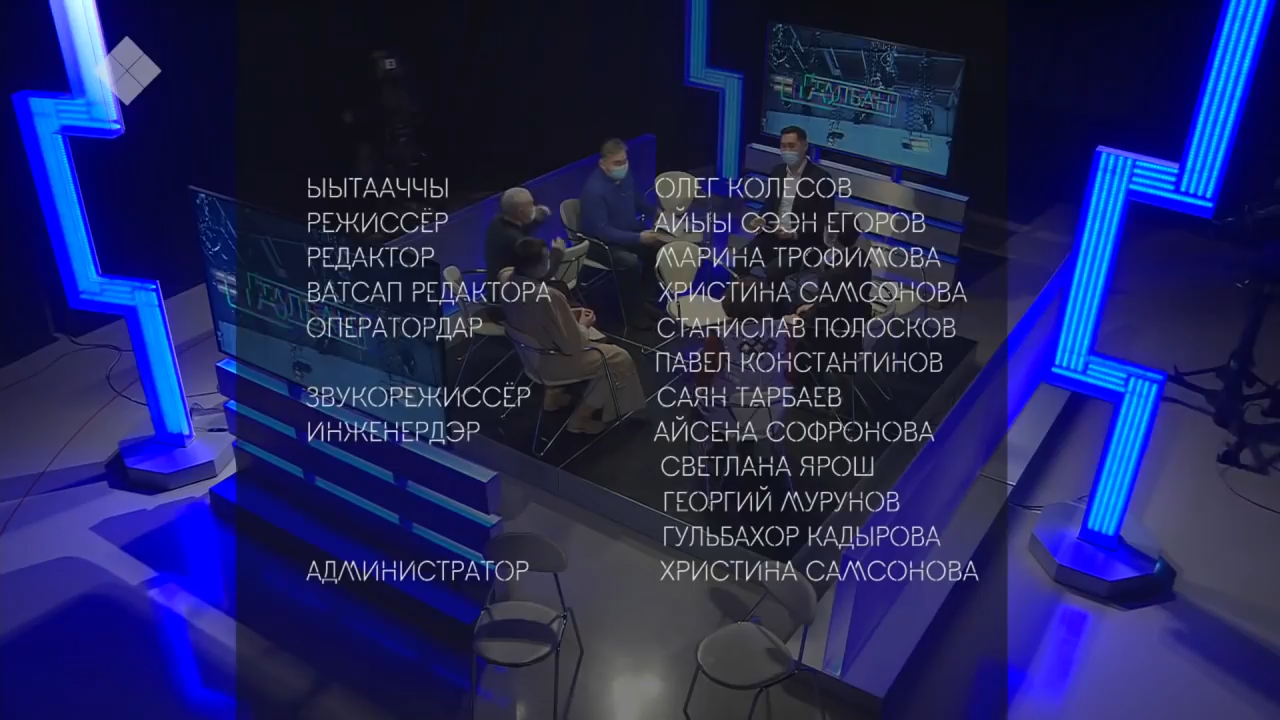 ЫЫТААЧЧЫ ОЛЕГ КОЛЕСОВ
РЕЖИССЁР АЙЫЫ СЭЭН ЕГОРОВ
РЕДАКТОР МАРИНА ТРОФИМОВА
ВАТСАП РЕДАКТОРА ХРИСТИНА САМСОНОВА
ОПЕРАТОРДАР СТАНИСЛАВ ПОЛОСКОВ
ПАВЕЛ КОНСТАНТИНОВ
ЗВУКОРЕЖИССЁР САЯН ТАРБАЕВ
ИНЖЕНЕРДЭР АЙСЕНА СОФРОНОВА
СВЕТЛАНА ЯРОШ
ГЕОРГИЙ МУРУНОВ
ГУЛЬБАХОР КАДЫРОВА
АДМИНИСТРАТОР ХРИСТИНА САМСОНОВА